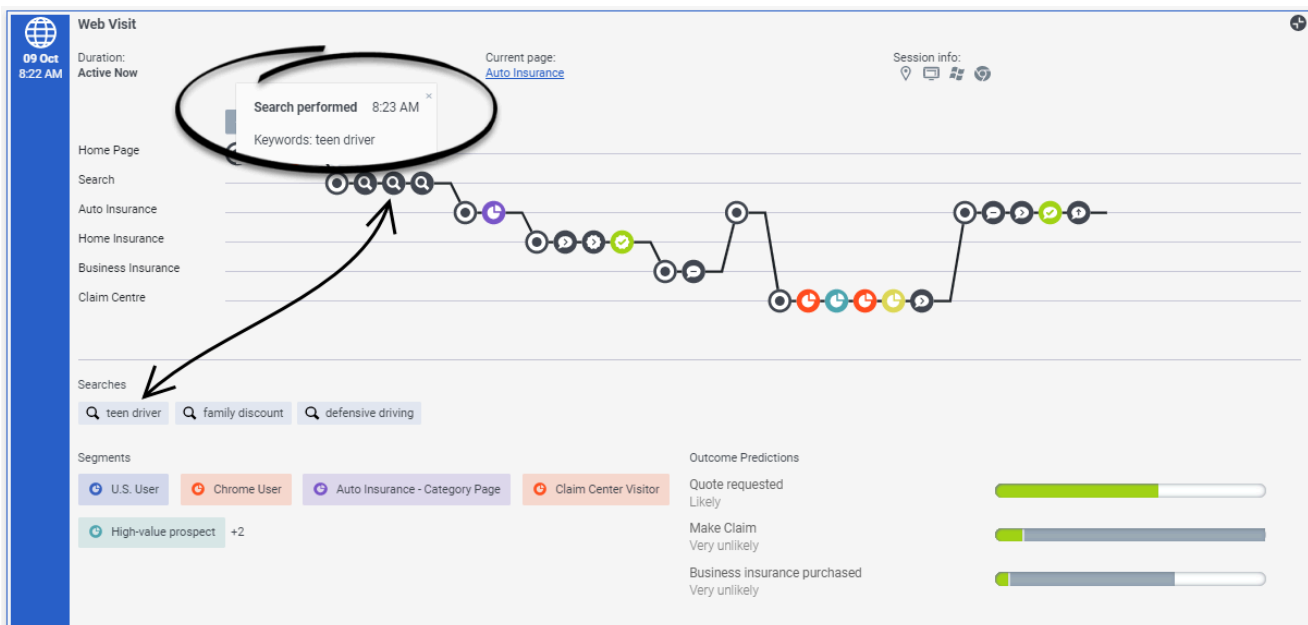 Web Visit
09 Oct
8:22 AM
Duration:
Active Now
Current page:
Auto Insurance
Session info:
Search performed 8:23 AM ×
Keywords: teen driver
Home Page
Search
Auto Insurance
Home Insurance
Business Insurance
Claim Centre
Searches
teen driver family discount defensive driving
Segments
U.S. User Chrome User Auto Insurance - Category Page Claim Center Visitor
High-value prospect +2
Outcome Predictions
Quote requested
Likely
Make Claim
Very unlikely
Business insurance purchased
Very unlikely